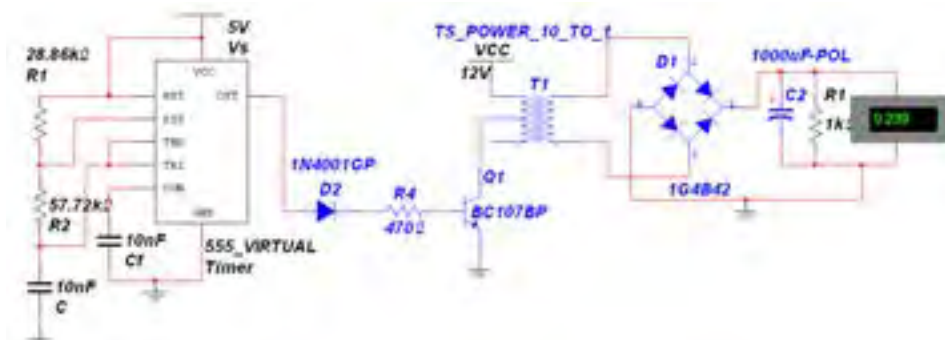 5V
Vs
28.86kΩ
R1
VCC
RST
OUT
DIS
THR
TRI
CON
GND
57.72kΩ
R2
10nF
C1
10nF
C
555_VIRTUAL
Timer
1N4001GP
D2
R4
470Ω
TS_POWER_10_TO_1
VCC
12V
T1
Q1
BC107BP
D1
1G4B42
1000uF-POL
C2
R1
1kΩ
0.239